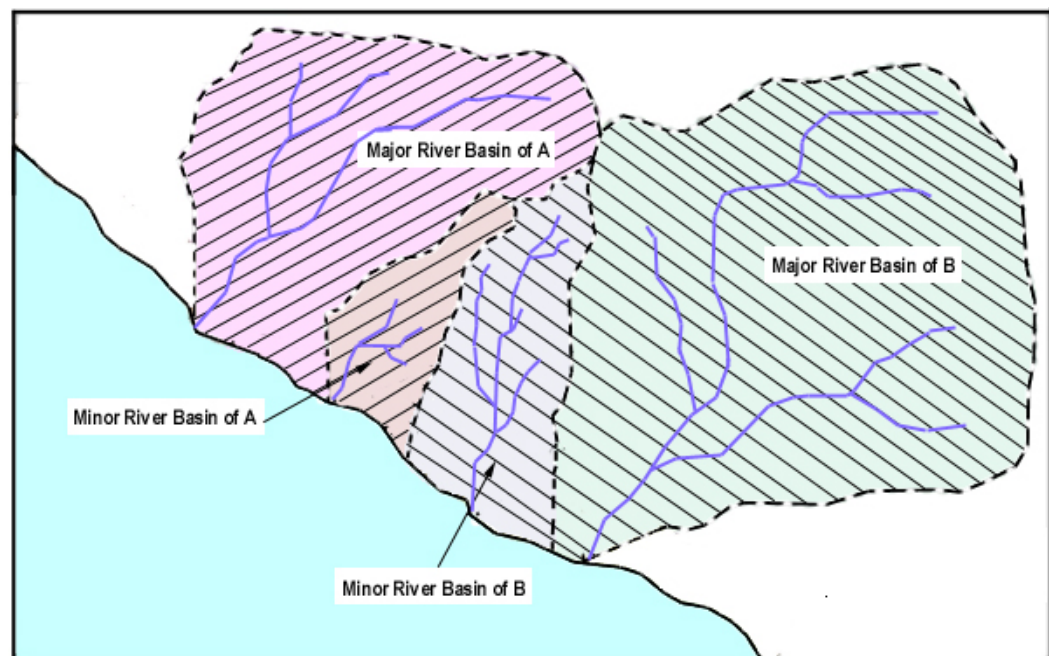 Major River Basin of A
Major River Basin of B
Minor River Basin of A
Minor River Basin of B